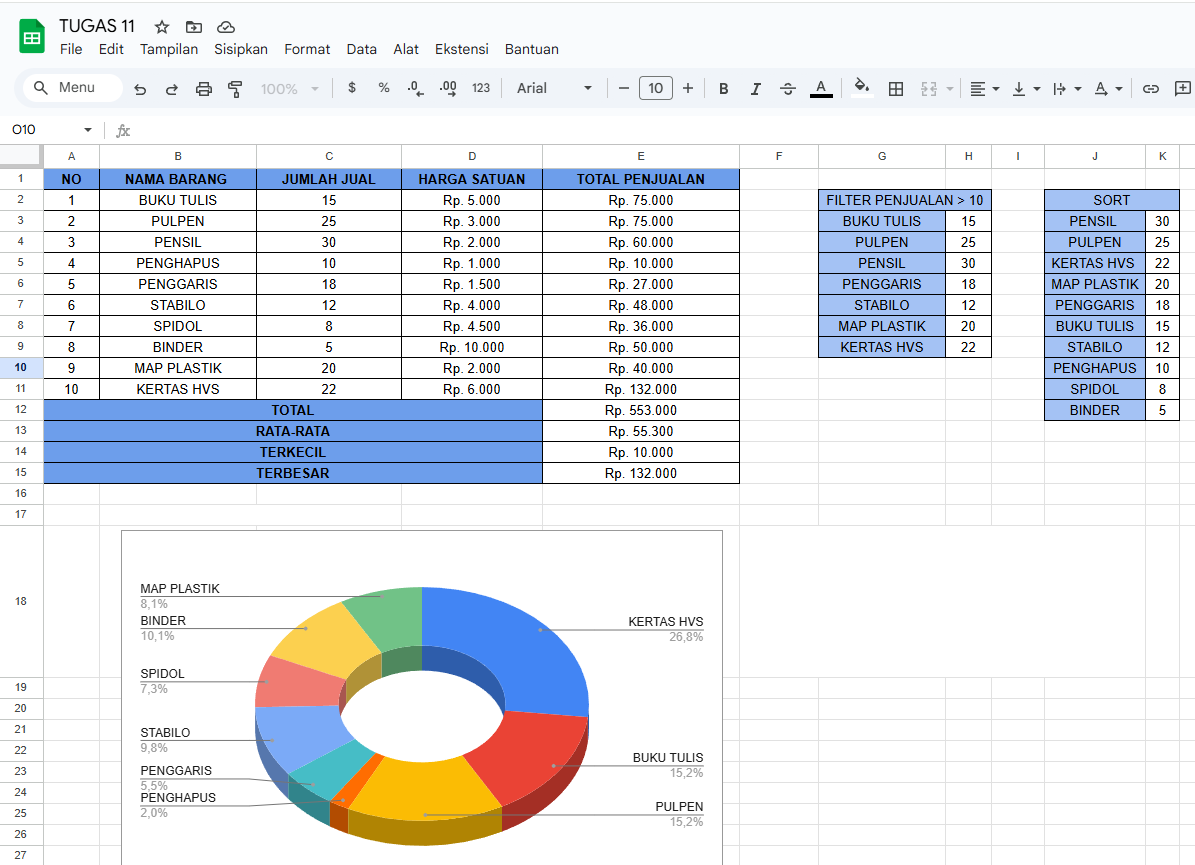 TUGAS 11
File Edit Tampilan Sisipkan Format Data Alat Ekstensi Bantuan
Menu 100% $ % .0 .00 123 Arial 10 B I S A A
O10 fx
A B C D E F G H I J K
1 NO NAMA BARANG JUMLAH JUAL HARGA SATUAN TOTAL PENJUALAN
2 1 BUKU TULIS 15 Rp. 5.000 Rp. 75.000 FILTER PENJUALAN > 10 SORT
3 2 PULPEN 25 Rp. 3.000 Rp. 75.000 BUKU TULIS 15 PENSIL 30
4 3 PENSIL 30 Rp. 2.000 Rp. 60.000 PULPEN 25 PULPEN 25
5 4 PENGHAPUS 10 Rp. 1.000 Rp. 10.000 PENSIL 30 KERTAS HVS 22
6 5 PENGGARIS 18 Rp. 1.500 Rp. 27.000 PENGGARIS 18 MAP PLASTIK 20
7 6 STABILO 12 Rp. 4.000 Rp. 48.000 STABILO 12 PENGGARIS 18
8 7 SPIDOL 8 Rp. 4.500 Rp. 36.000 MAP PLASTIK 20 BUKU TULIS 15
9 8 BINDER 5 Rp. 10.000 Rp. 50.000 KERTAS HVS 22 STABILO 12
10 9 MAP PLASTIK 20 Rp. 2.000 Rp. 40.000 PENGHAPUS 10
11 10 KERTAS HVS 22 Rp. 6.000 Rp. 132.000 SPIDOL 8
12 TOTAL Rp. 553.000 BINDER 5
13 RATA-RATA Rp. 55.300
14 TERKECIL Rp. 10.000
15 TERBESAR Rp. 132.000
16
17
18
MAP PLASTIK
8,1%
BINDER
10,1%
KERTAS HVS
26,8%
SPIDOL
7,3%
STABILO
9,8%
BUKU TULIS
15,2%
PENGGARIS
5,5%
PENGHAPUS
2,0%
PULPEN
15,2%
19
20
21
22
23
24
25
26
27